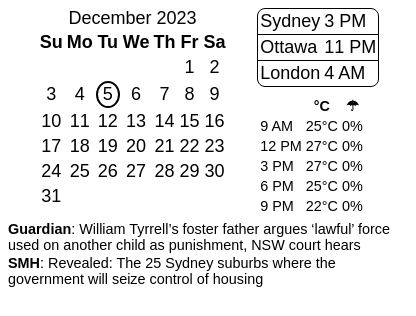 December 2023
Su Mo Tu We Th Fr Sa
1 2
3 4 5 6 7 8 9
10 11 12 13 14 15 16
17 18 19 20 21 22 23
24 25 26 27 28 29 30
31
Sydney 3 PM
Ottawa 11 PM
London 4 AM
°C ☂
9 AM 25°C 0%
12 PM 27°C 0%
3 PM 27°C 0%
6 PM 25°C 0%
9 PM 22°C 0%
Guardian: William Tyrrell’s foster father argues ‘lawful’ force
used on another child as punishment, NSW court hears
SMH: Revealed: The 25 Sydney suburbs where the
government will seize control of housing